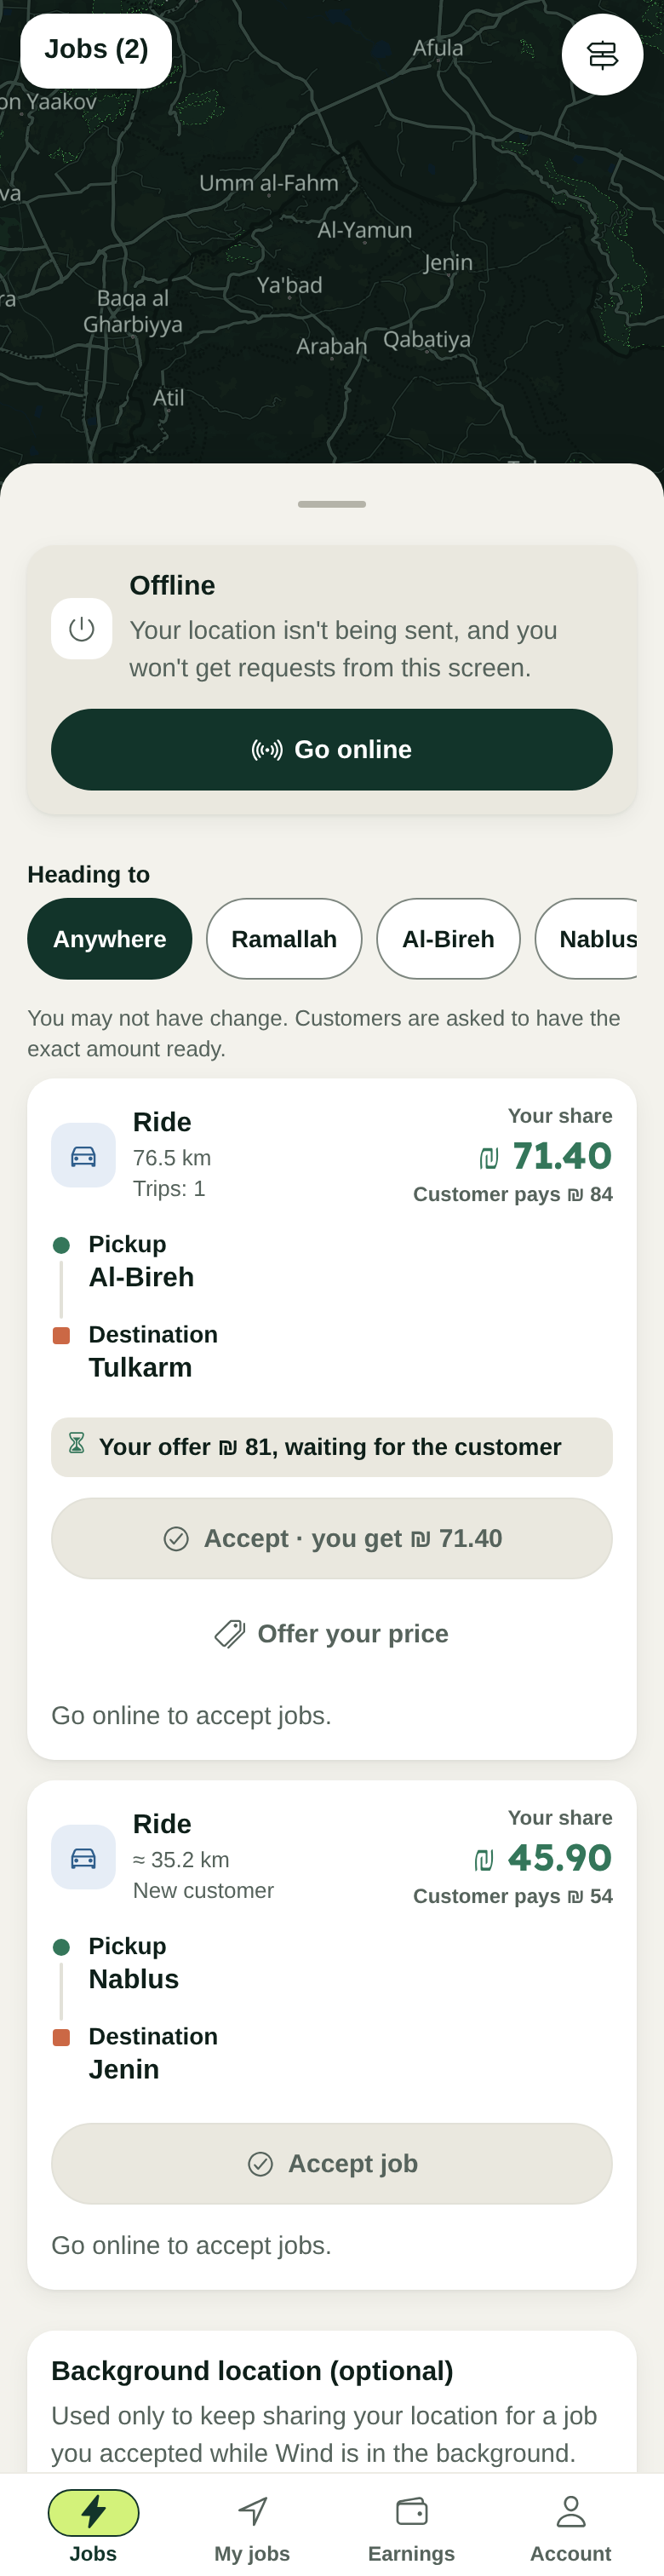 Jobs (2)
Afula
on Yaakov
va
Umm al-Fahm
Al-Yamun
Jenin
Ya'bad
ra
Baqa al
Gharbiyya
Arabah
Qabatiya
Atil
Offline
Your location isn't being sent, and you
won't get requests from this screen.
Go online
Heading to
Anywhere
Ramallah
Al-Bireh
Nablus
You may not have change. Customers are asked to have the
exact amount ready.
Ride
76.5 km
Trips: 1
Your share
₪ 71.40
Customer pays ₪ 84
Pickup
Al-Bireh
Destination
Tulkarm
Your offer ₪ 81, waiting for the customer
Accept · you get ₪ 71.40
Offer your price
Go online to accept jobs.
Ride
≈ 35.2 km
New customer
Your share
₪ 45.90
Customer pays ₪ 54
Pickup
Nablus
Destination
Jenin
Accept job
Go online to accept jobs.
Background location (optional)
Used only to keep sharing your location for a job
you accepted while Wind is in the background.
Jobs
My jobs
Earnings
Account